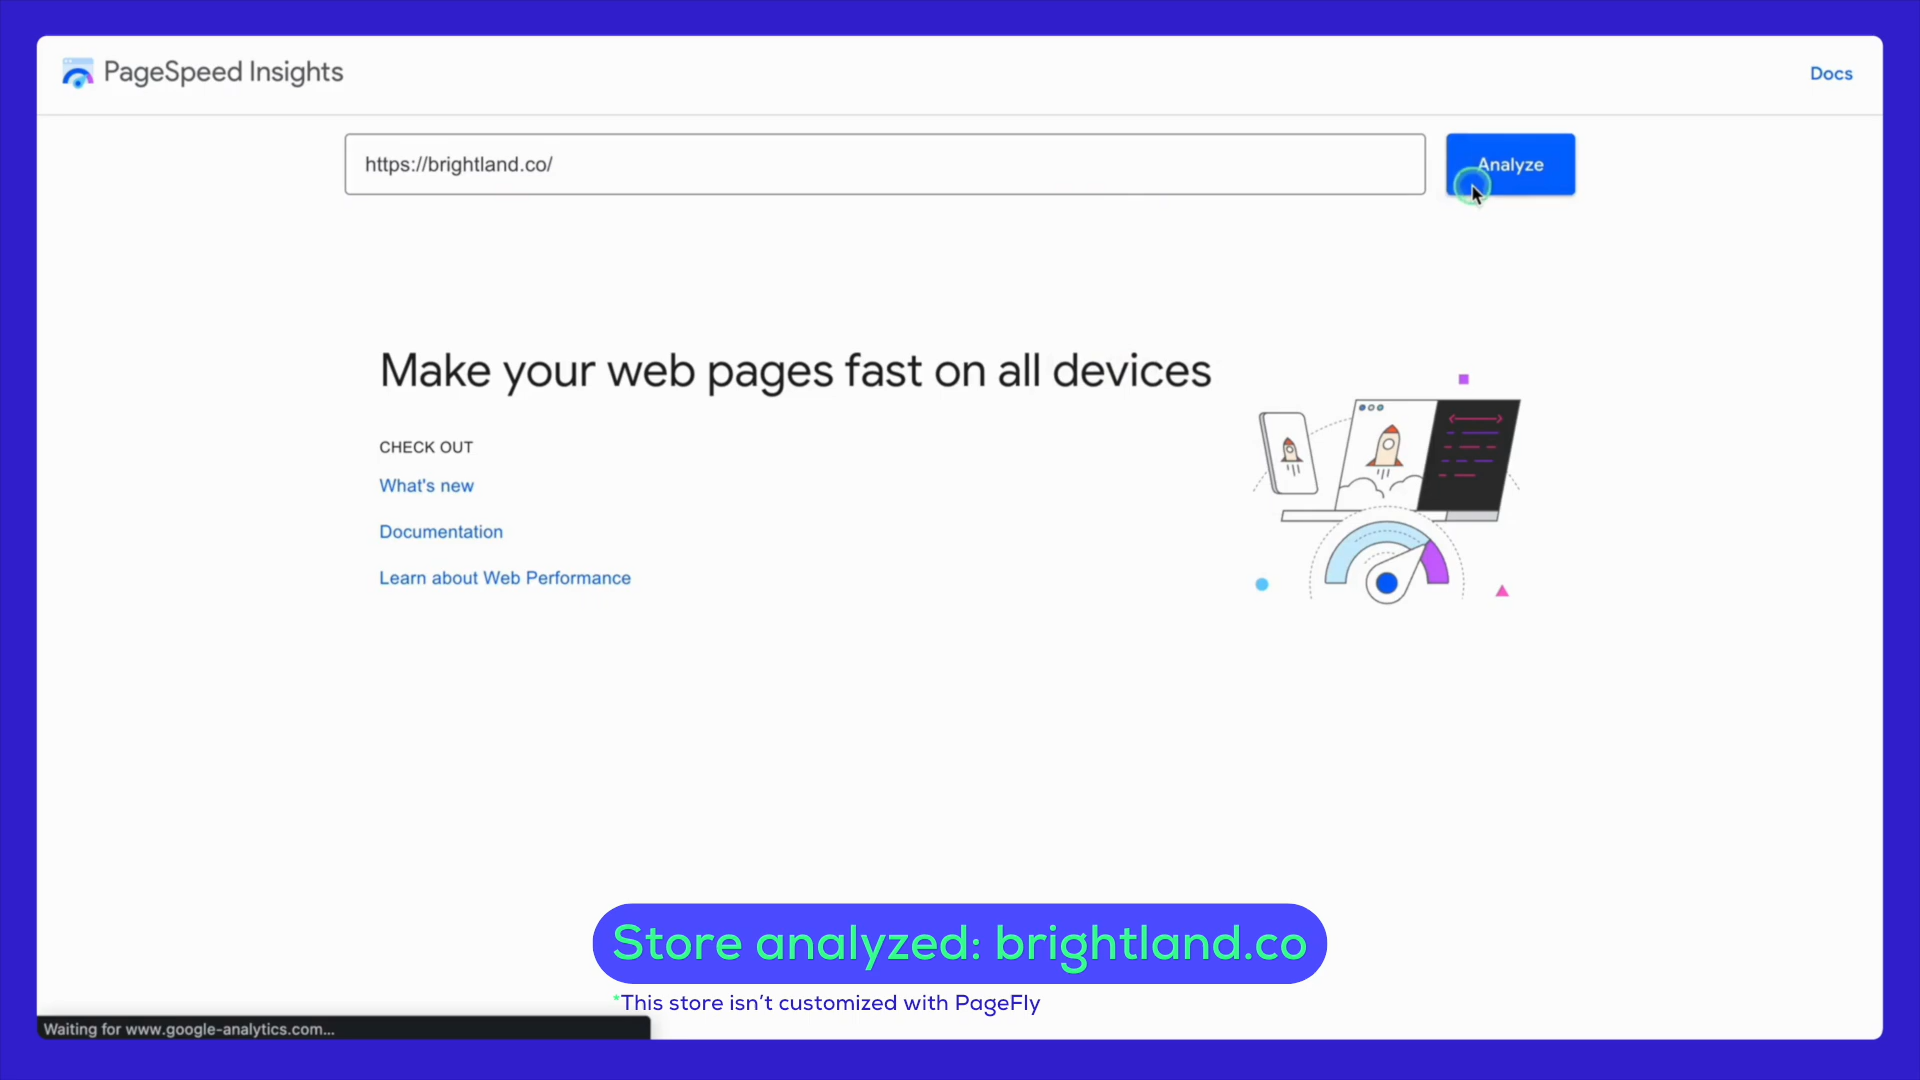 PageSpeed Insights
Docs
https://brightland.co/
Analyze
Make your web pages fast on all devices
CHECK OUT
What's new
Documentation
Learn about Web Performance
Store analyzed: brightland.co
*This store isn’t customized with PageFly
Waiting for www.google-analytics.com...